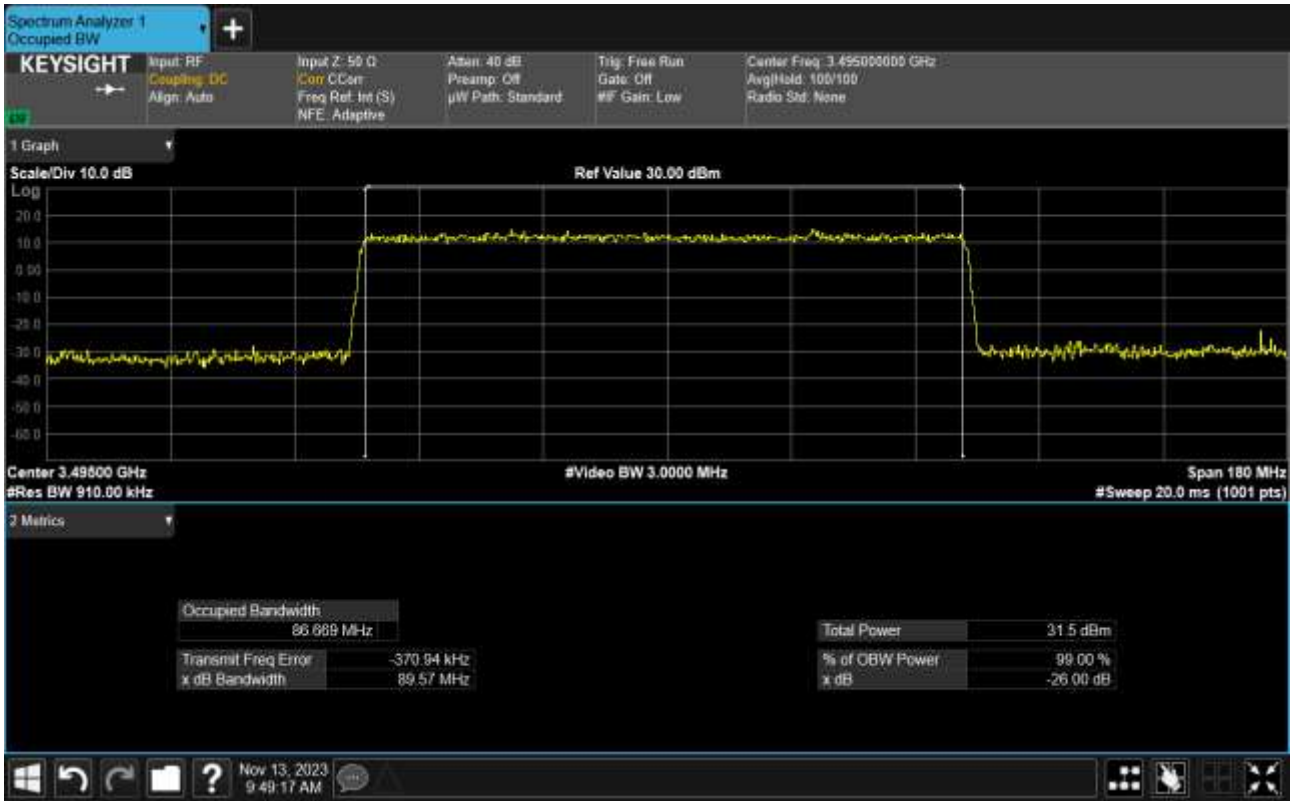 Spectrum Analyzer 1
Occupied BW
KEYSIGHT
Input: RF
Coupling: DC
Align: Auto
Input Z: 50 Ω
Corr CCorr
Freq Ref: Int (S)
NFE: Adaptive
Atten: 40 dB
Preamp: Off
µW Path: Standard
Trig: Free Run
Gate: Off
#IF Gain: Low
Center Freq: 3.495000000 GHz
Avg|Hold: 100/100
Radio Std: None
1 Graph
Scale/Div 10.0 dB
Ref Value 30.00 dBm
Log
20.0
10.0
0.00
-10.0
-20.0
-30.0
-40.0
-50.0
-60.0
Center 3.49500 GHz
#Video BW 3.0000 MHz
Span 180 MHz
#Res BW 910.00 kHz
#Sweep 20.0 ms (1001 pts)
2 Metrics
Occupied Bandwidth
86.669 MHz
Transmit Freq Error -370.94 kHz
x dB Bandwidth 89.57 MHz
Total Power 31.5 dBm
% of OBW Power 99.00 %
x dB -26.00 dB
Nov 13, 2023
9:49:17 AM